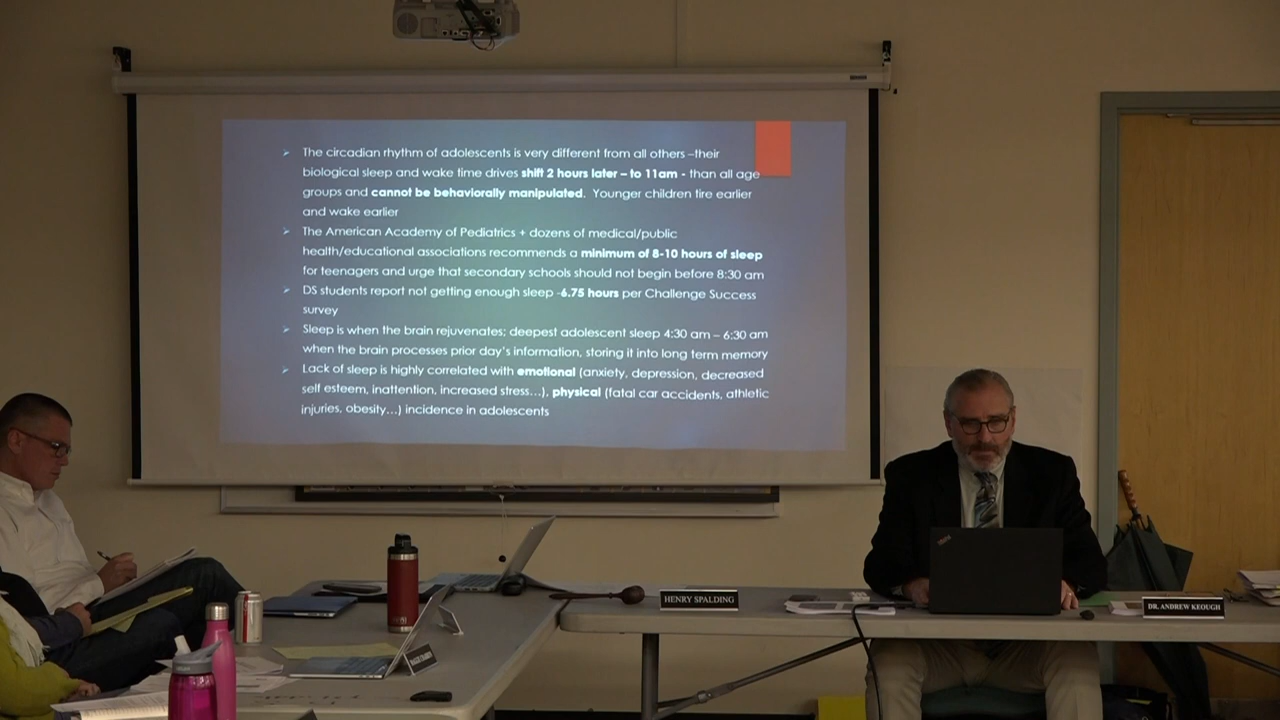 ➢ The circadian rhythm of adolescents is very different from all others –their
biological sleep and wake time drives shift 2 hours later – to 11am - than all age
groups and cannot be behaviorally manipulated. Younger children tire earlier
and wake earlier
➢ The American Academy of Pediatrics + dozens of medical/public
health/educational associations recommends a minimum of 8-10 hours of sleep
for teenagers and urge that secondary schools should not begin before 8:30 am
➢ DS students report not getting enough sleep -6.75 hours per Challenge Success
survey
➢ Sleep is when the brain rejuvenates; deepest adolescent sleep 4:30 am – 6:30 am
when the brain processes prior day's information, storing it into long term memory
➢ Lack of sleep is highly correlated with emotional (anxiety, depression, decreased
self esteem, inattention, increased stress…), physical (fatal car accidents, athletic
injuries, obesity…) incidence in adolescents
HENRY SPALDING
DR. ANDREW KEOUGH